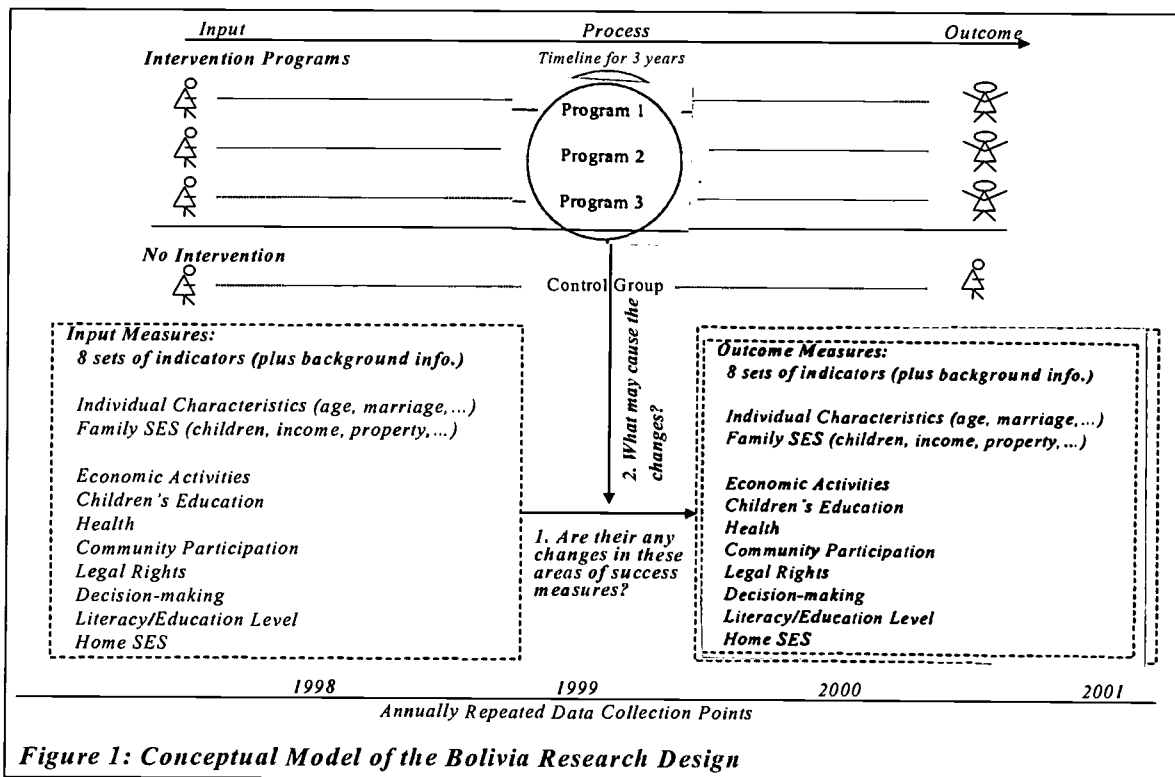 Input Process Outcome
Intervention Programs Timeline for 3 years
Program 1
Program 2
Program 3
No Intervention
Control Group
Input Measures:
8 sets of indicators (plus background info.)
Individual Characteristics (age, marriage,...)
Family SES (children, income, property,...)
Economic Activities
Children's Education
Health
Community Participation
Legal Rights
Decision-making
Literacy/Education Level
Home SES
2. What may cause the
changes?
1. Are their any
changes in these
areas of success
measures?
Outcome Measures:
8 sets of indicators (plus background info.)
Individual Characteristics (age, marriage,...)
Family SES (children, income, property,...)
Economic Activities
Children's Education
Health
Community Participation
Legal Rights
Decision-making
Literacy/Education Level
Home SES
1998 1999 2000 2001
Annually Repeated Data Collection Points
Figure 1: Conceptual Model of the Bolivia Research Design